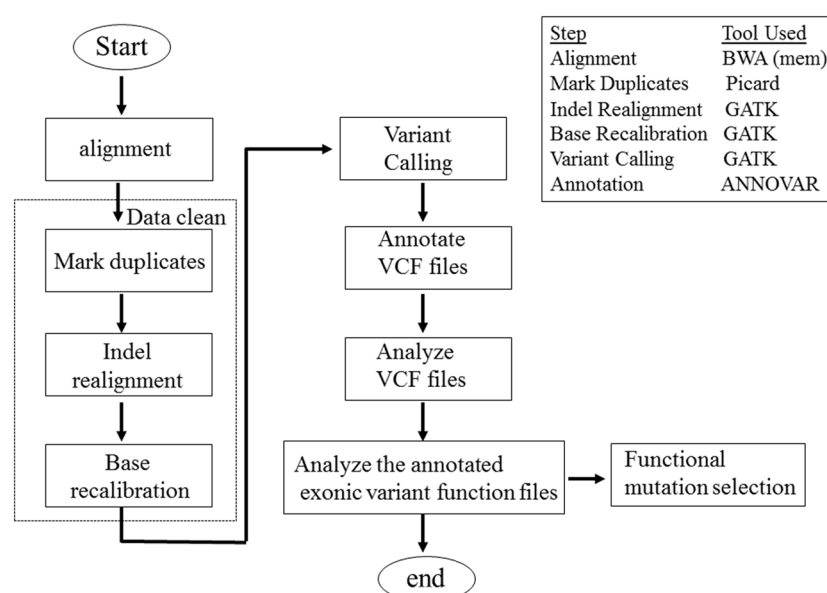 Start
alignment
Data clean
Mark duplicates
Indel
realignment
Base
recalibration
Variant
Calling
Annotate
VCF files
Analyze
VCF files
Analyze the annotated
exonic variant function files
Functional
mutation selection
end
Step Tool Used
Alignment BWA (mem)
Mark Duplicates Picard
Indel Realignment GATK
Base Recalibration GATK
Variant Calling GATK
Annotation ANNOVAR